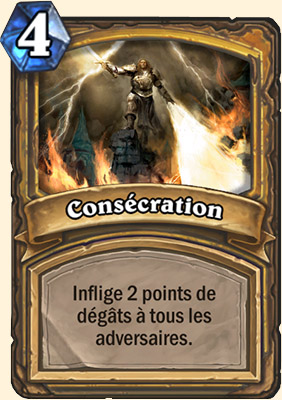 4
Consécration
Inflige 2 points de
dégâts à tous les
adversaires.